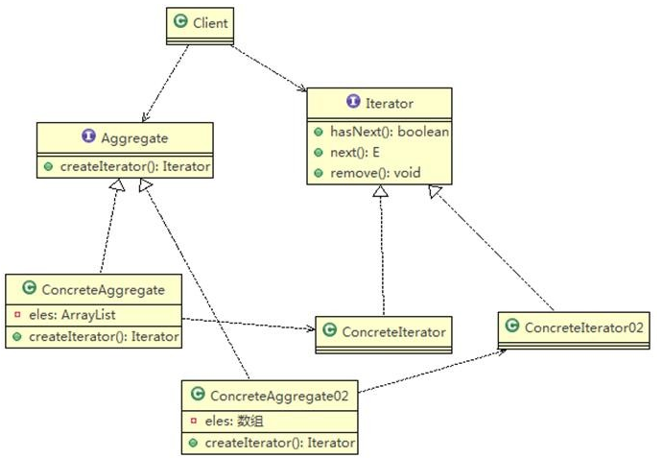 C Client
I Iterator
hasNext(): boolean
next(): E
remove(): void
I Aggregate
createIterator(): Iterator
C ConcreteAggregate
eles: ArrayList
createIterator(): Iterator
C ConcreteIterator
C ConcreteIterator02
C ConcreteAggregate02
eles: 数组
createIterator(): Iterator